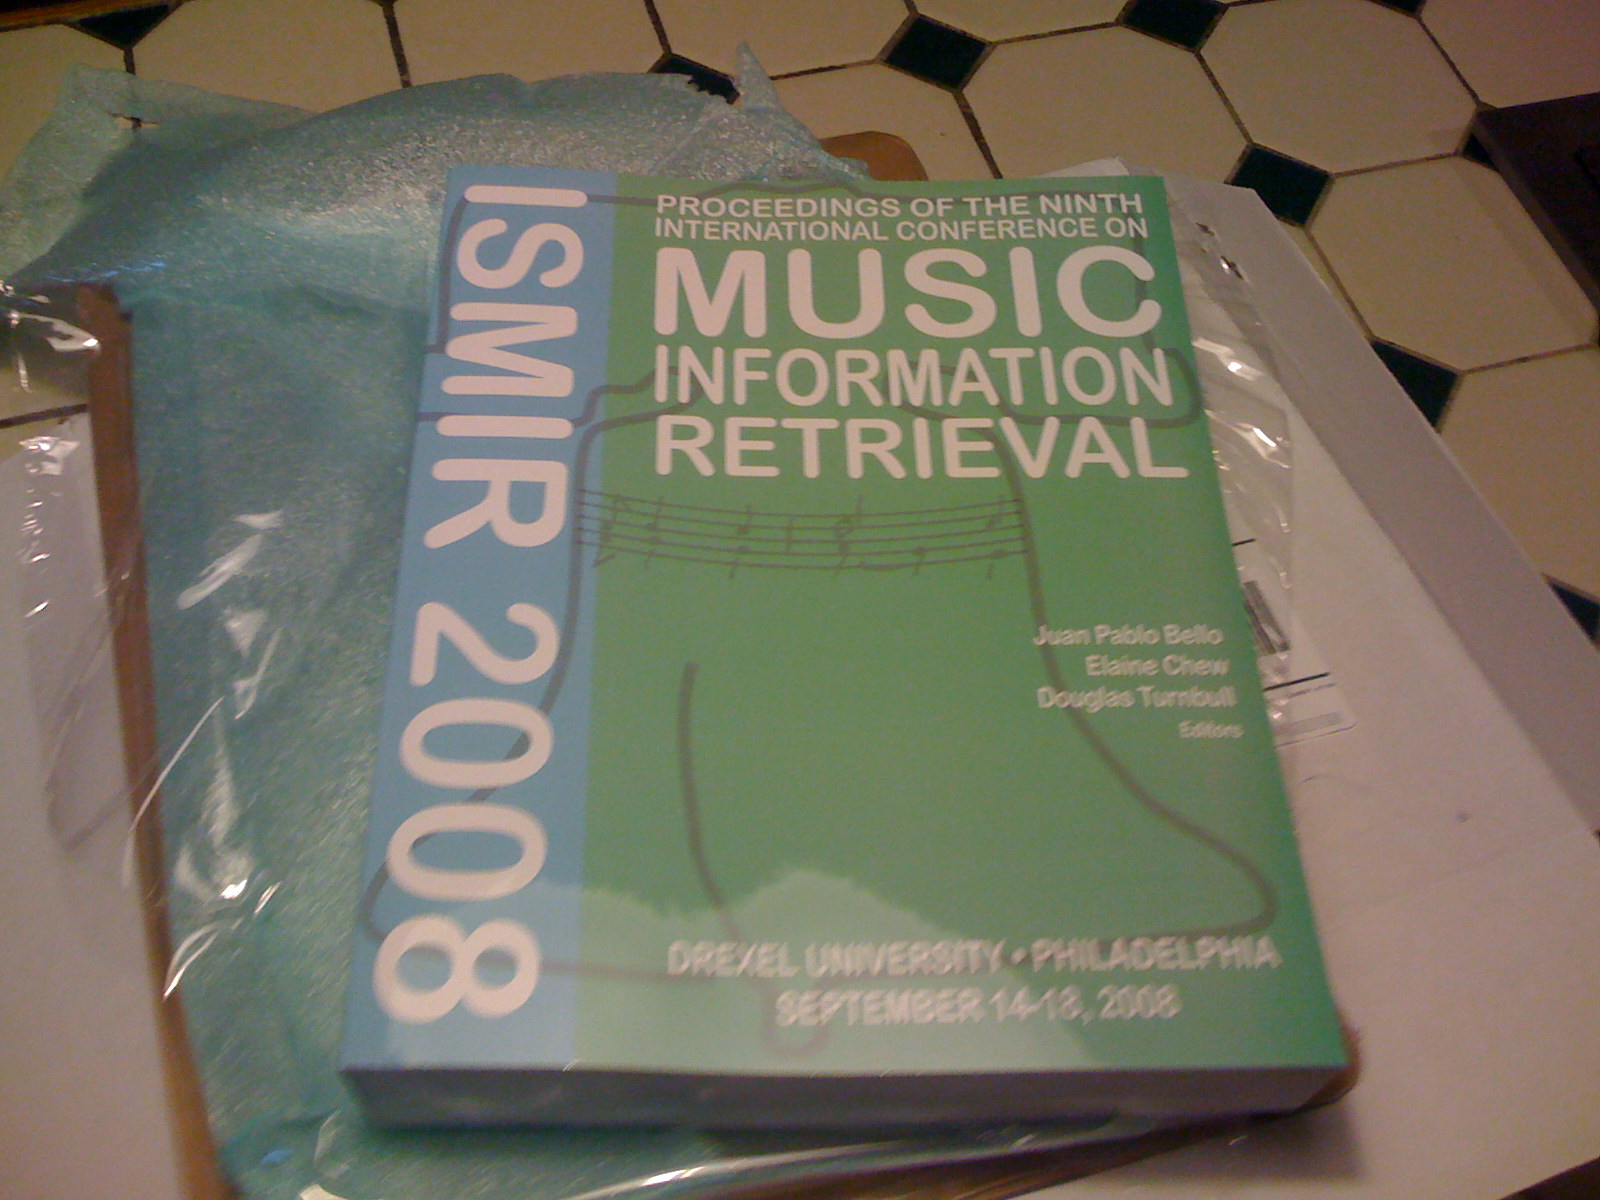 ISMIR 2008
PROCEEDINGS OF THE NINTH
INTERNATIONAL CONFERENCE ON
MUSIC
INFORMATION
RETRIEVAL
Juan Pablo Bello
Elaine Chew
Douglas Turnbull
Editors
DREXEL UNIVERSITY • PHILADELPHIA
SEPTEMBER 14-18, 2008